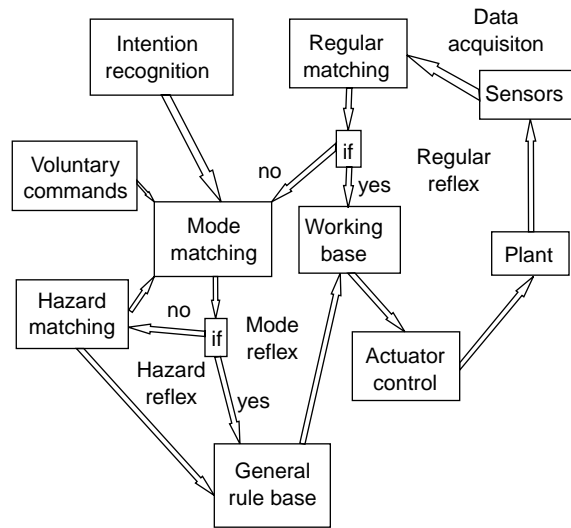 Data
acquisiton
Intention
recognition
Regular
matching
Sensors
if
Regular
reflex
no
yes
Voluntary
commands
Mode
matching
Working
base
Plant
Hazard
matching
no
if
Mode
reflex
Hazard
reflex
yes
Actuator
control
General
rule base